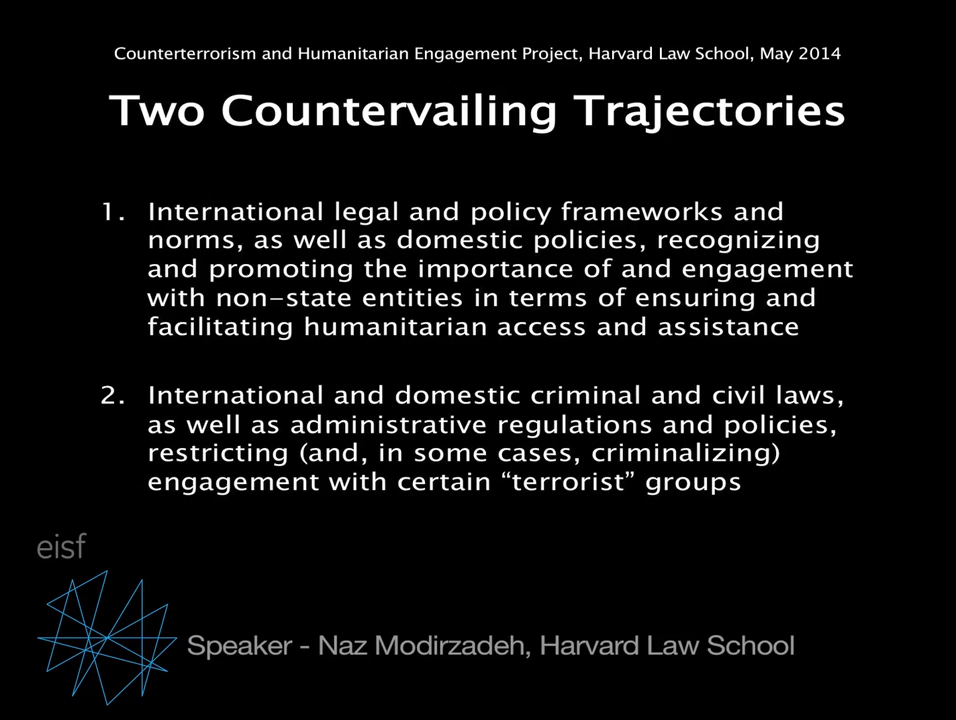 Counterterrorism and Humanitarian Engagement Project, Harvard Law School, May 2014
Two Countervailing Trajectories
1. International legal and policy frameworks and
norms, as well as domestic policies, recognizing
and promoting the importance of and engagement
with non-state entities in terms of ensuring and
facilitating humanitarian access and assistance
2. International and domestic criminal and civil laws,
as well as administrative regulations and policies,
restricting (and, in some cases, criminalizing)
engagement with certain “terrorist” groups
eisf
Speaker - Naz Modirzadeh, Harvard Law School